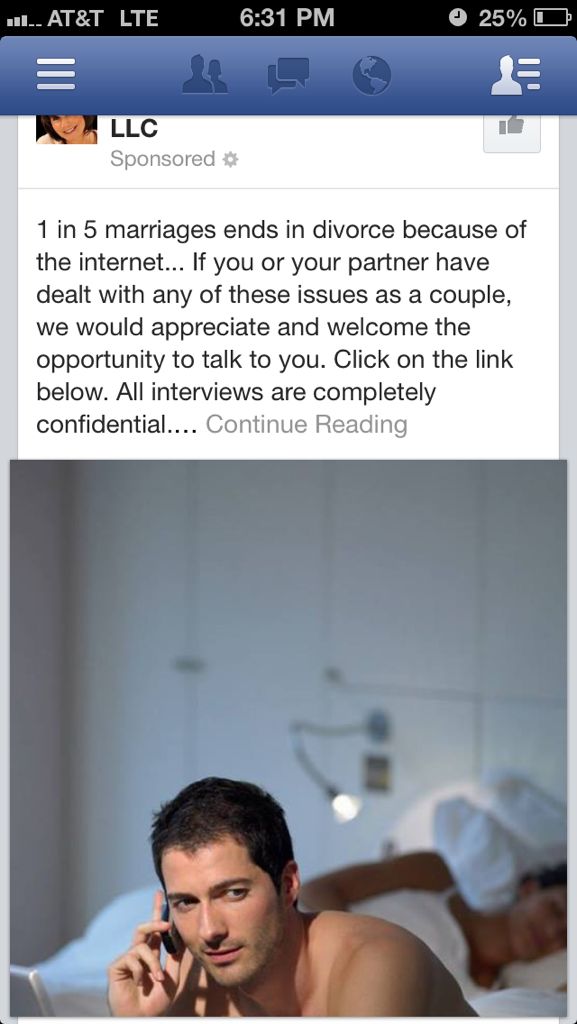 AT&T LTE 6:31 PM 25%
LLC
Sponsored
1 in 5 marriages ends in divorce because of
the internet... If you or your partner have
dealt with any of these issues as a couple,
we would appreciate and welcome the
opportunity to talk to you. Click on the link
below. All interviews are completely
confidential.... Continue Reading